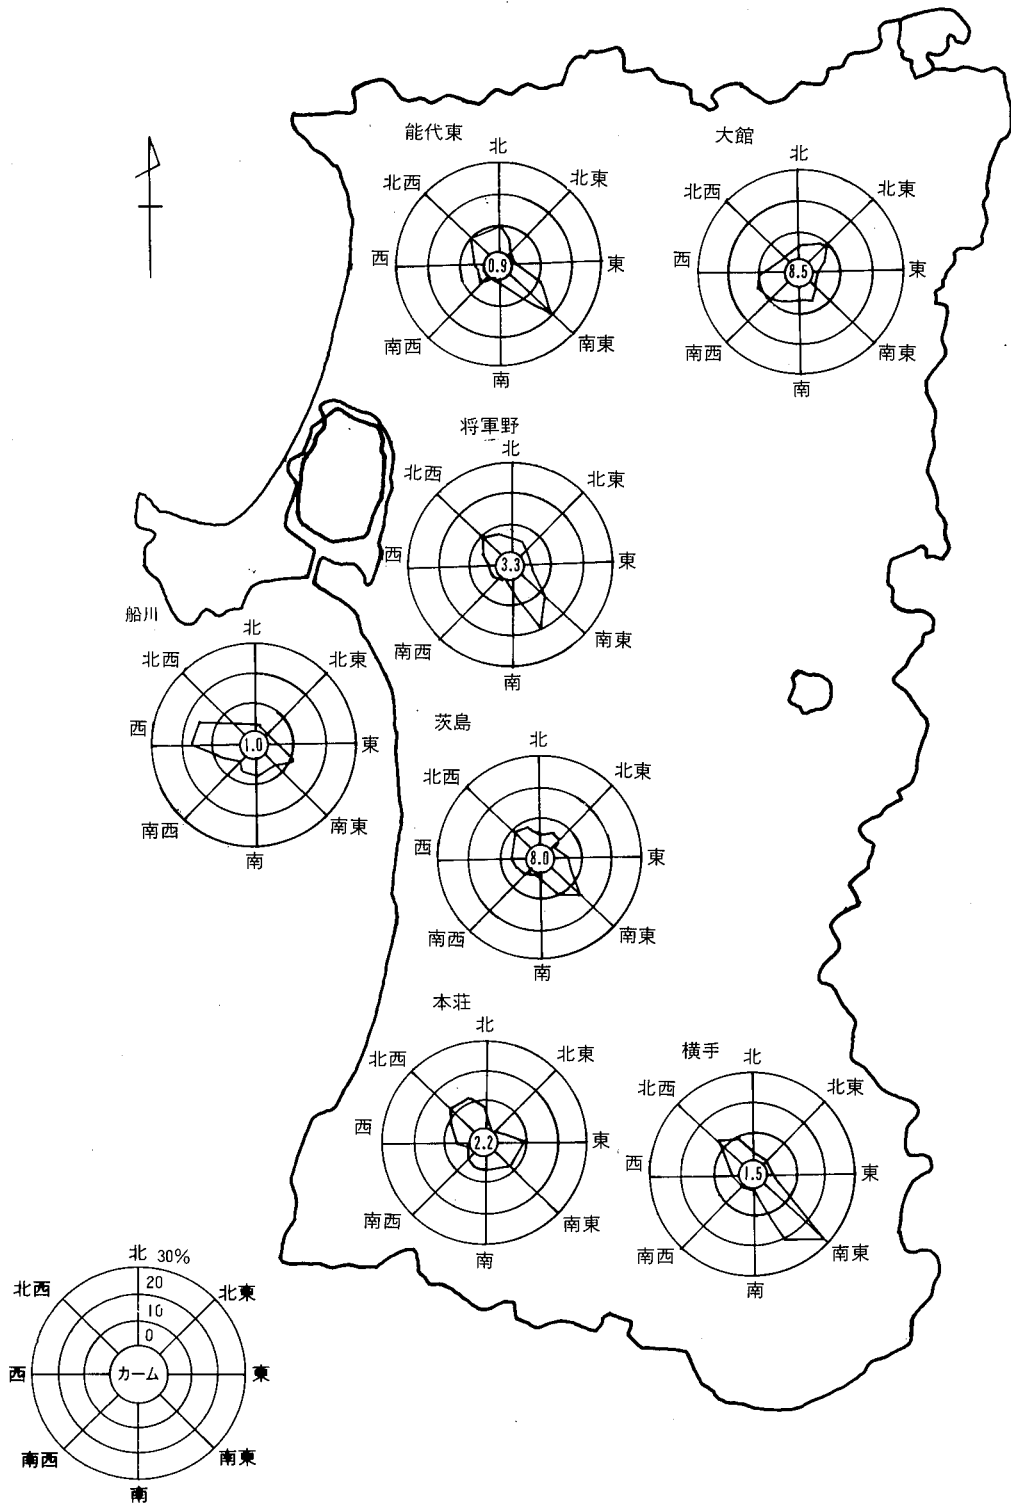 能代東
北
北西
北東
西
0.9
東
南西
南東
南
大館
北
北西
北東
西
8.5
東
南西
南東
南
将軍野
北
北西
北東
西
3.3
東
南西
南東
南
船川
北
北西
北東
西
1.0
東
南西
南東
南
茨島
北
北西
北東
西
8.0
東
南西
南東
南
本荘
北
北西
北東
西
2.2
東
南西
南東
南
横手
北
北西
北東
西
1.5
東
南西
南東
南
北 30%
北西
20
北東
10
0
西
カーム
東
南西
南東
南